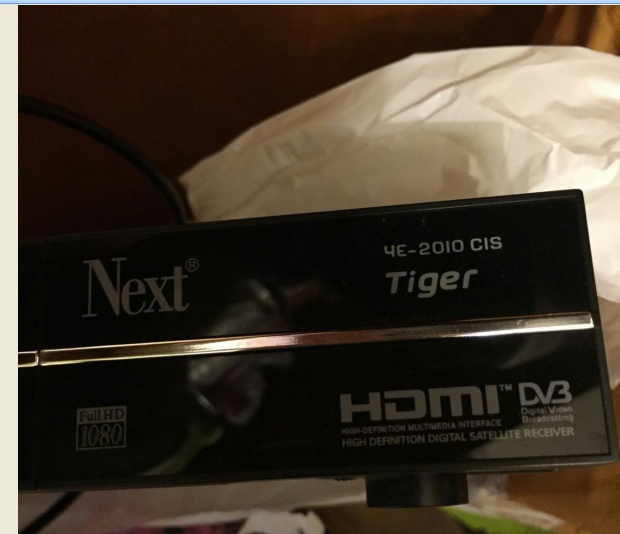 Next®
4E-2010 CIS
Tiger
Full HD
1080
HDMI™
HIGH-DEFINITION MULTIMEDIA INTERFACE
DVB
Digital Video
Broadcasting
HIGH DEFINITION DIGITAL SATELLITE RECEIVER